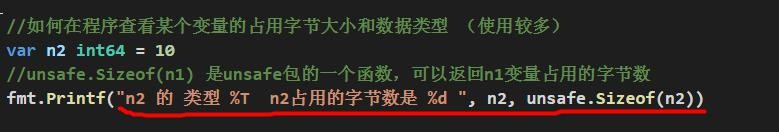 //如何在程序查看某个变量的占用字节大小和数据类型 （使用较多）
var n2 int64 = 10
//unsafe.Sizeof(n1) 是unsafe包的一个函数，可以返回n1变量占用的字节数
fmt.Printf("n2 的 类型 %T  n2占用的字节数是 %d ", n2, unsafe.Sizeof(n2))